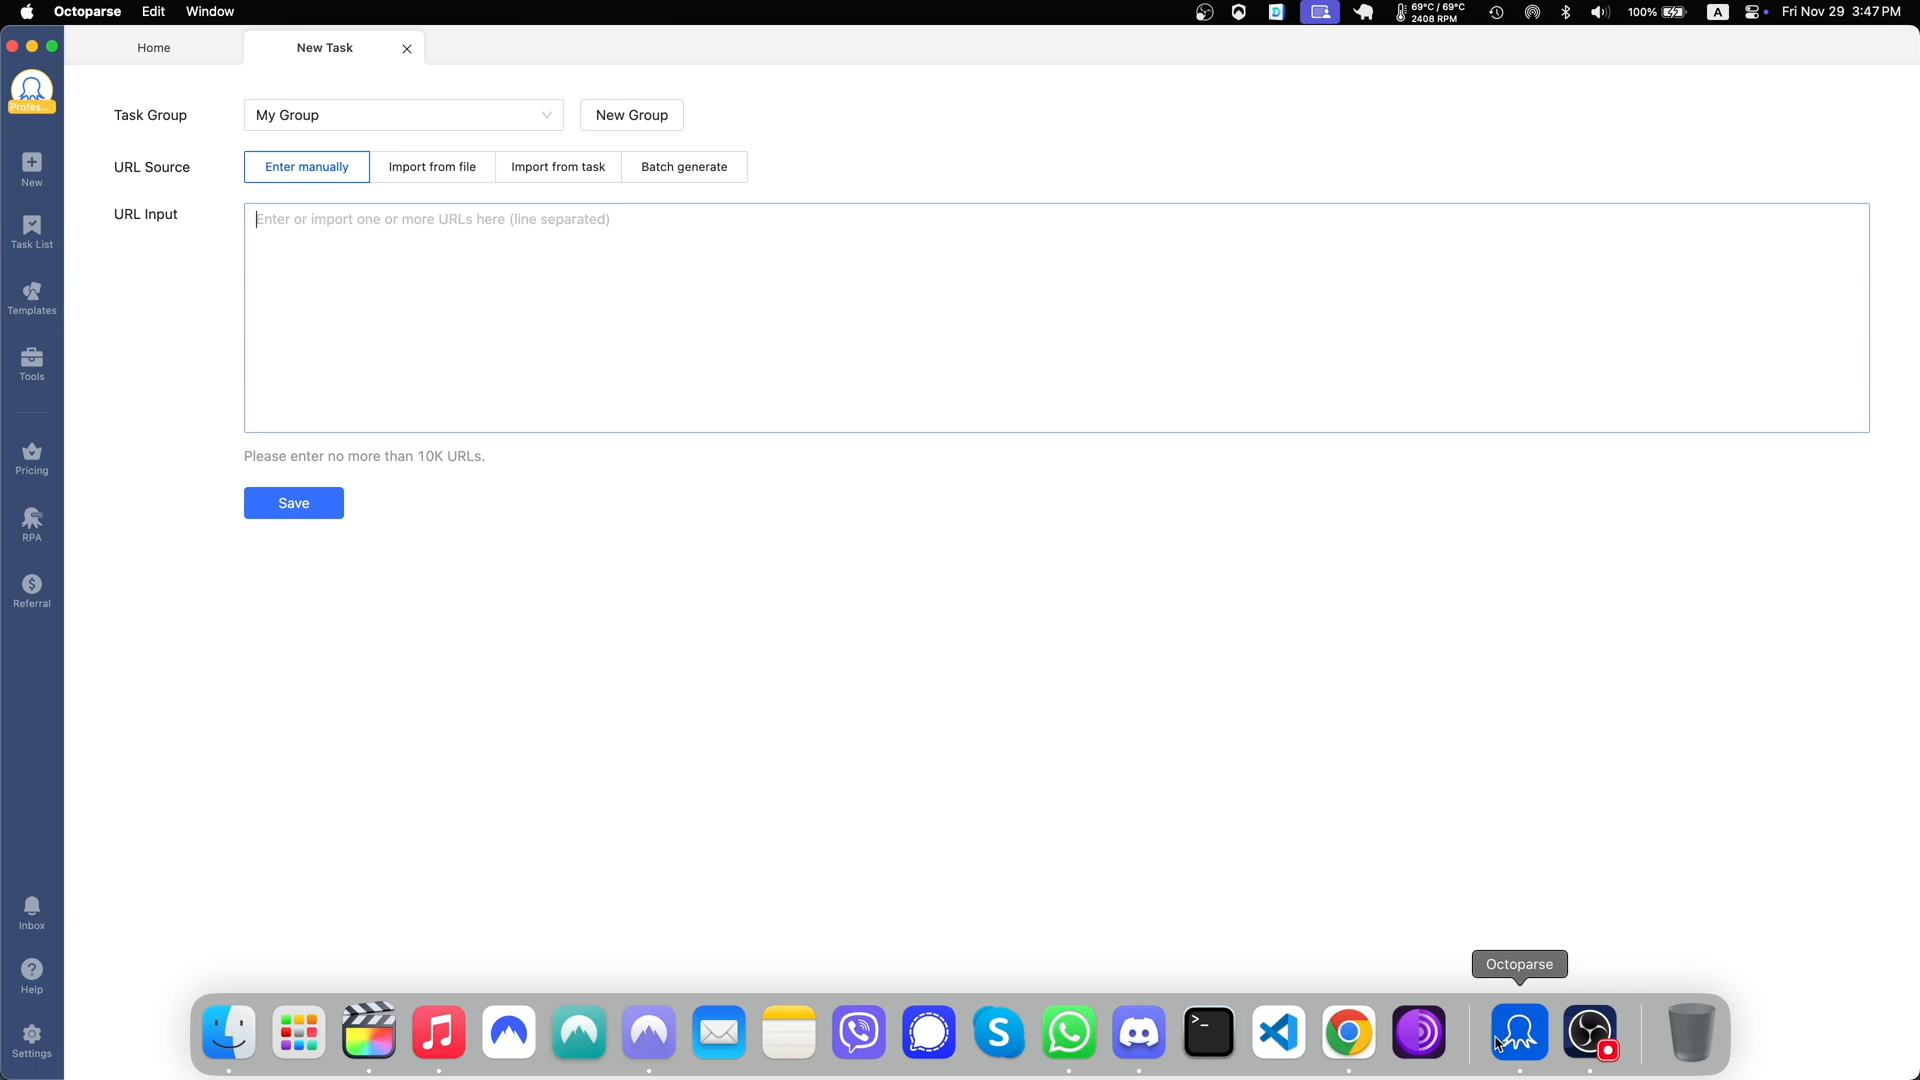 Octoparse Edit Window
69°C / 69°C
2408 RPM
100%
A
Fri Nov 29 3:47 PM
Home
New Task
Profes...
New
Task List
Templates
Tools
Pricing
RPA
Referral
Inbox
Help
Settings
Task Group
My Group
New Group
URL Source
Enter manually
Import from file
Import from task
Batch generate
URL Input
Enter or import one or more URLs here (line separated)
Please enter no more than 10K URLs.
Save
Octoparse